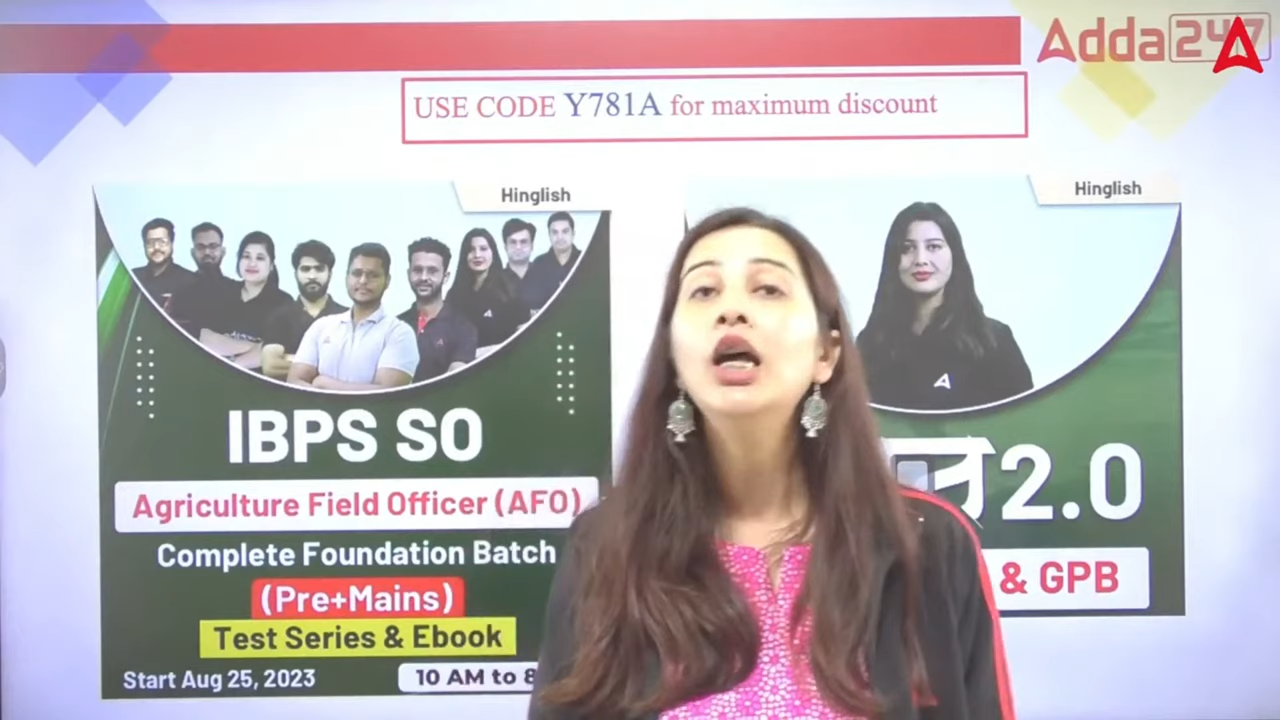 Adda247
USE CODE Y781A for maximum discount
Hinglish
IBPS SO
Agriculture Field Officer (AFO)
Complete Foundation Batch
(Pre+Mains)
Test Series & Ebook
Start Aug 25, 2023
10 AM to 8
Hinglish
2.0
& GPB